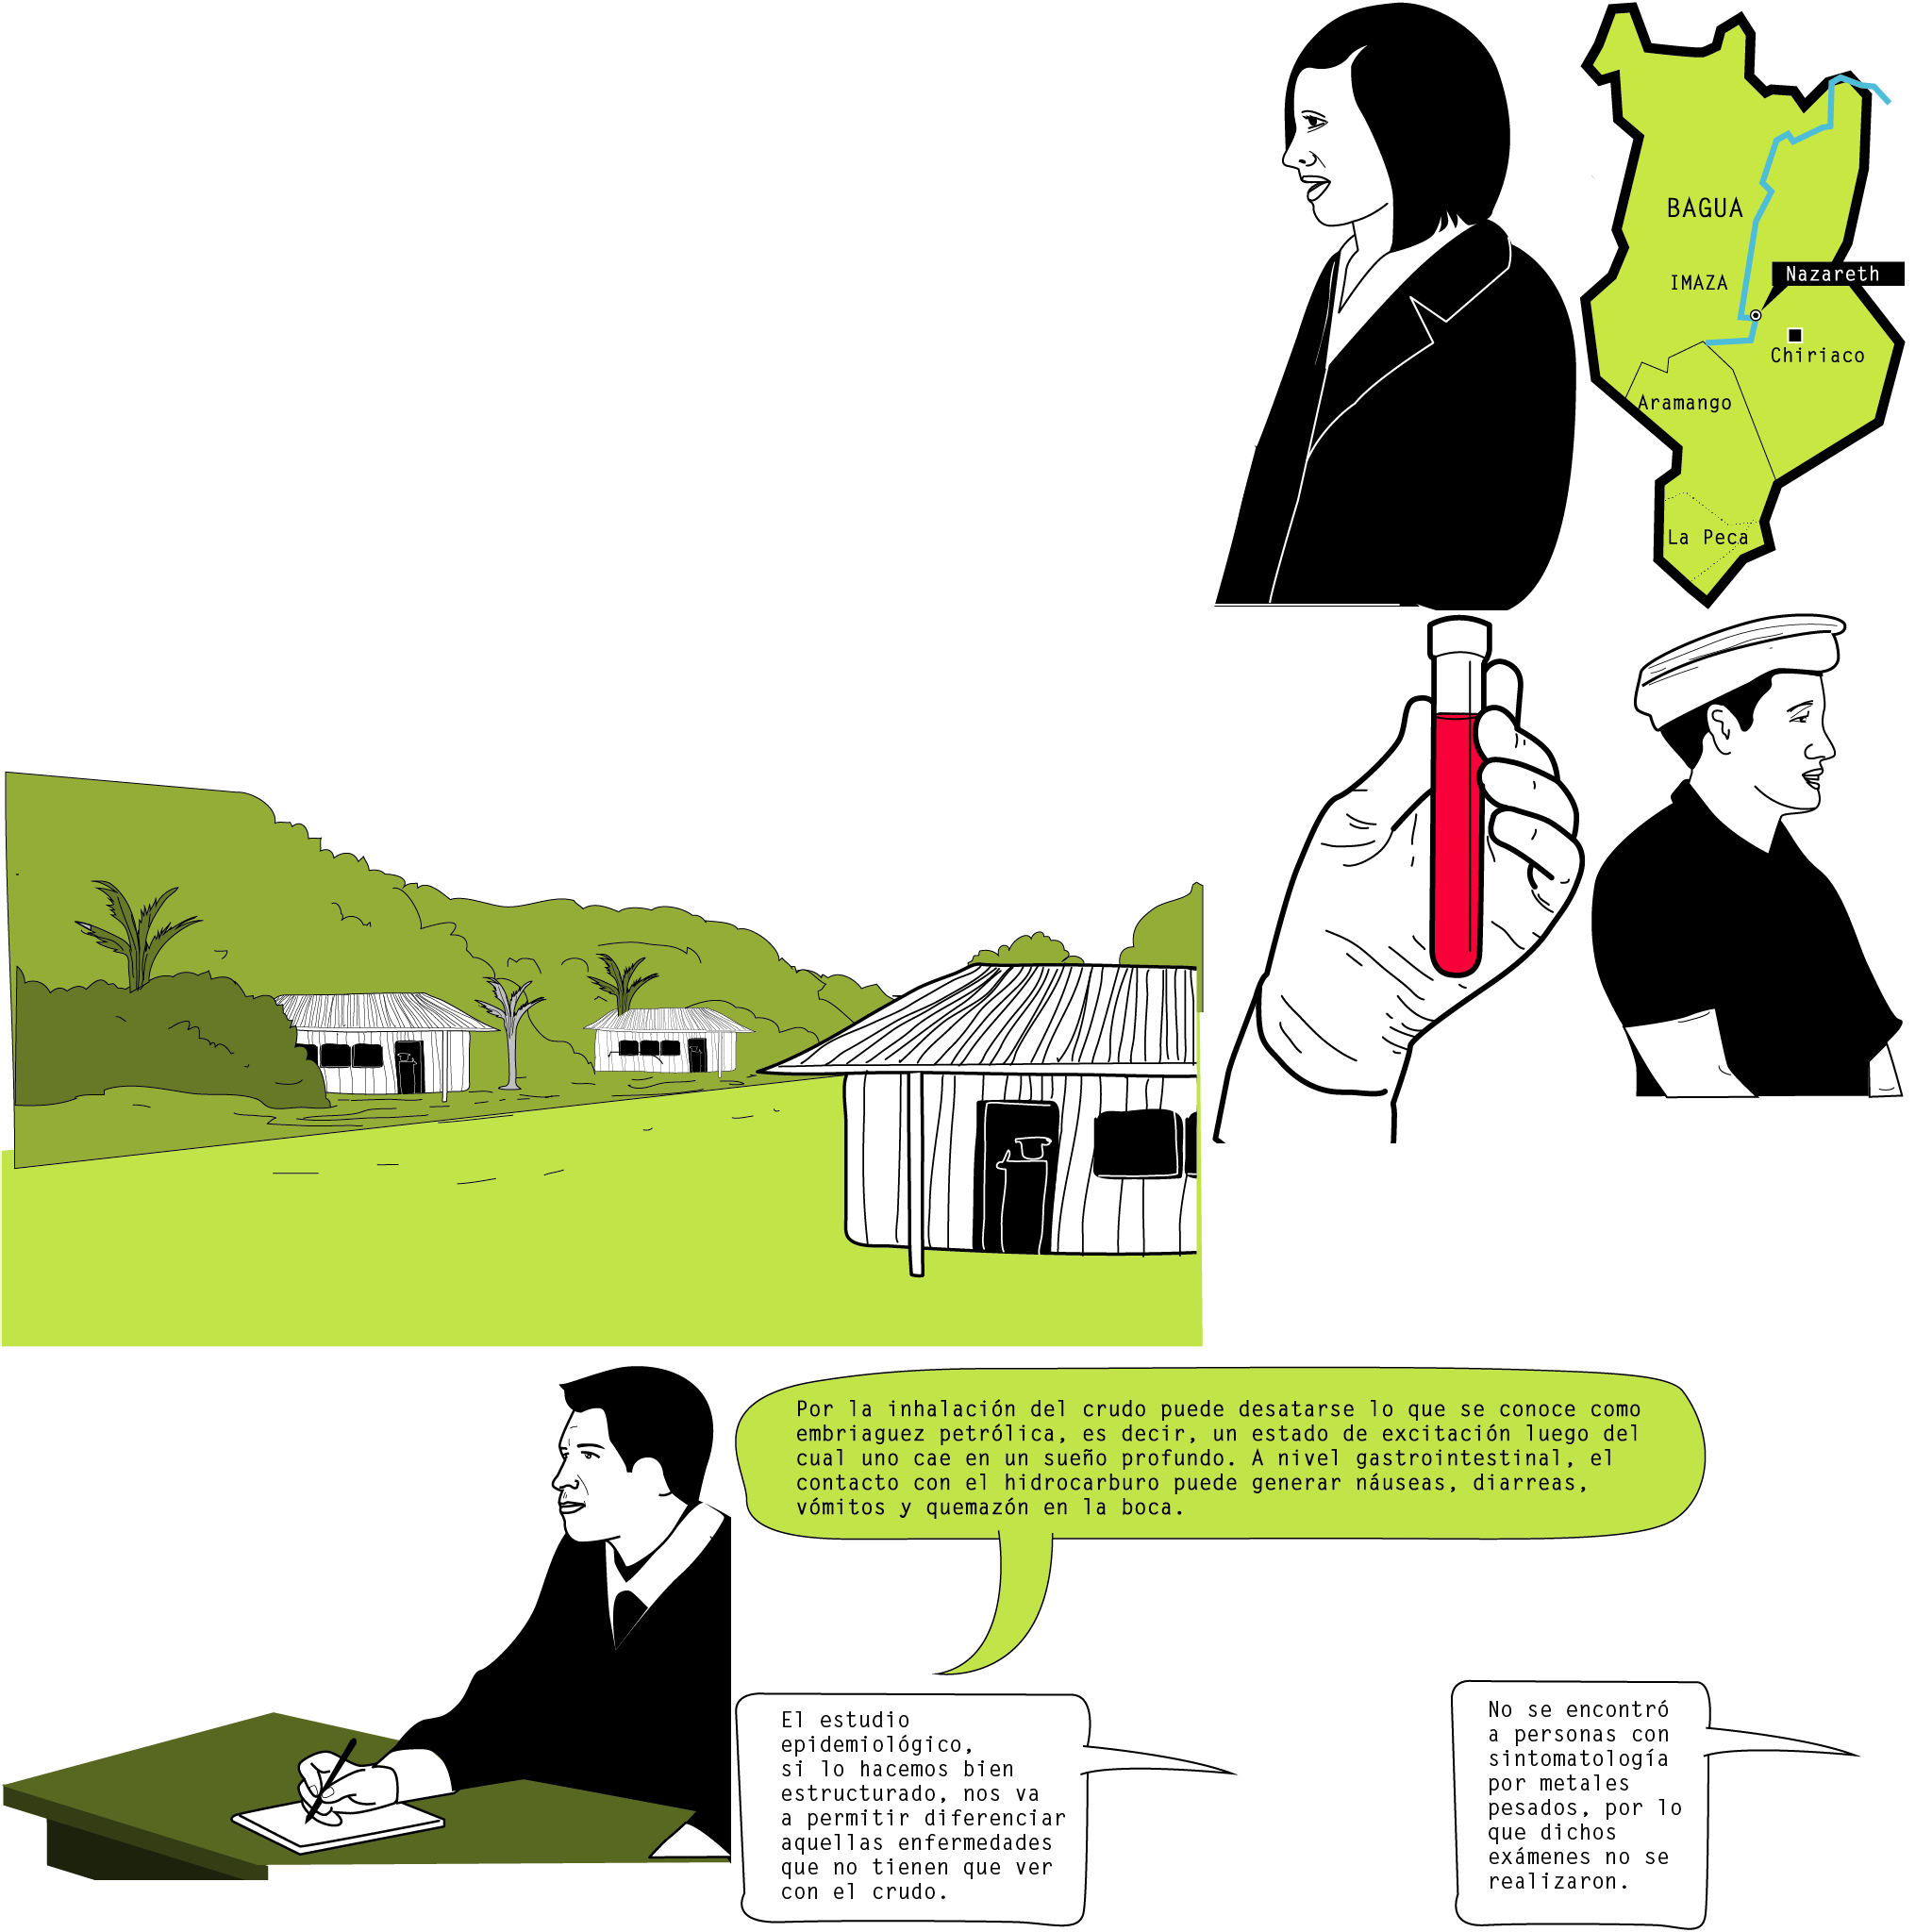 BAGUA
Nazareth
IMAZA
Chiriaco
Aramango
La Peca
Por la inhalación del crudo puede desatarse lo que se conoce como
embriaguez petrólica, es decir, un estado de excitación luego del
cual uno cae en un sueño profundo. A nivel gastrointestinal, el
contacto con el hidrocarburo puede generar náuseas, diarreas,
vómitos y quemazón en la boca.
El estudio
epidemiológico,
si lo hacemos bien
estructurado, nos va
a permitir diferenciar
aquellas enfermedades
que no tienen que ver
con el crudo.
No se encontró
a personas con
sintomatología
por metales
pesados, por lo
que dichos
exámenes no se
realizaron.